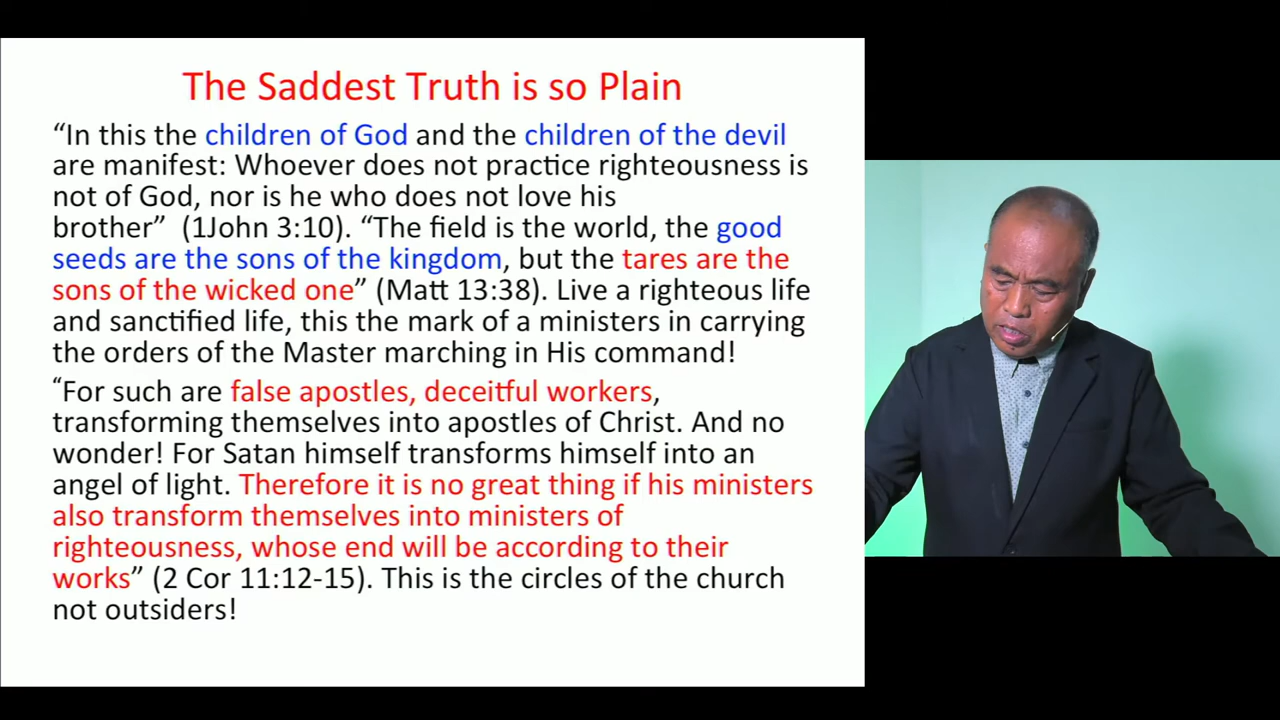 The Saddest Truth is so Plain
“In this the children of God and the children of the devil
are manifest: Whoever does not practice righteousness is
not of God, nor is he who does not love his
brother” (1John 3:10). “The field is the world, the good
seeds are the sons of the kingdom, but the tares are the
sons of the wicked one” (Matt 13:38). Live a righteous life
and sanctified life, this the mark of a ministers in carrying
the orders of the Master marching in His command!
“For such are false apostles, deceitful workers,
transforming themselves into apostles of Christ. And no
wonder! For Satan himself transforms himself into an
angel of light. Therefore it is no great thing if his ministers
also transform themselves into ministers of
righteousness, whose end will be according to their
works” (2 Cor 11:12-15). This is the circles of the church
not outsiders!